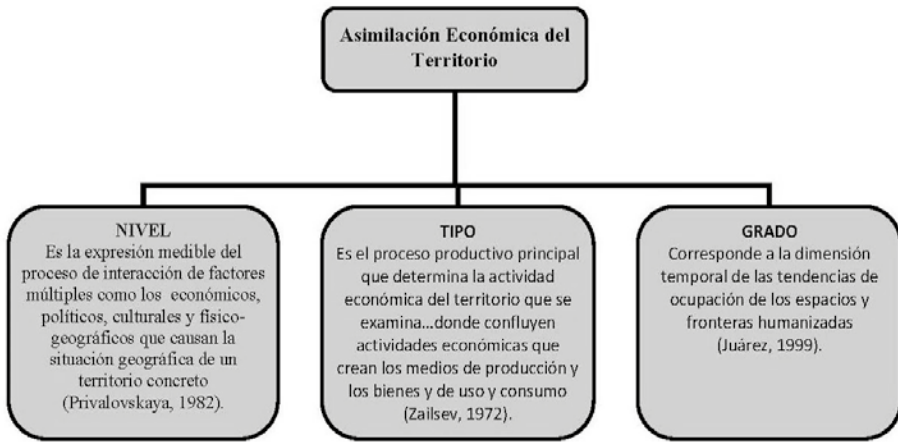 Asimilación Económica del
Territorio
NIVEL
Es la expresión medible del
proceso de interacción de factores
múltiples como los económicos,
políticos, culturales y físico-
geográficos que causan la
situación geográfica de un
territorio concreto
(Privalovskaya, 1982).
TIPO
Es el proceso productivo principal
que determina la actividad
económica del territorio que se
examina...donde confluyen
actividades económicas que
crean los medios de producción y
los bienes y de uso y consumo
(Zailsev, 1972).
GRADO
Corresponde a la dimensión
temporal de las tendencias de
ocupación de los espacios y
fronteras humanizadas
(Juárez, 1999).